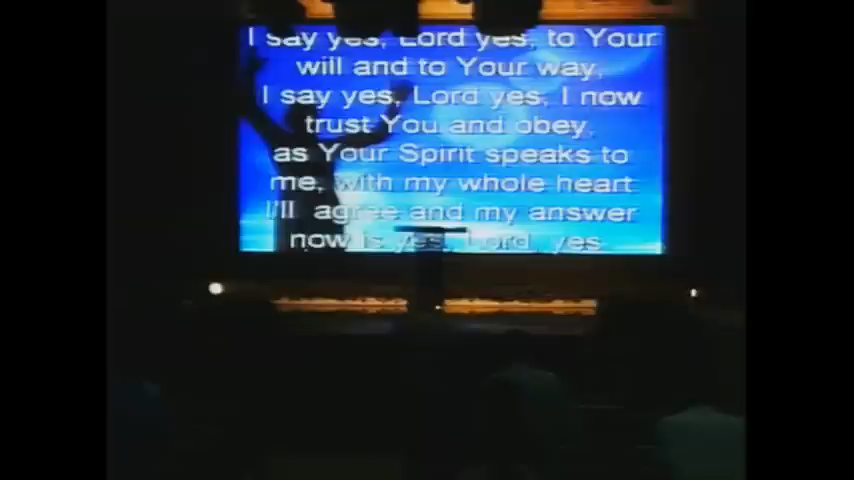 I say yes, Lord yes, to Your
will and to Your way,
I say yes, Lord yes, I now
trust You and obey,
as Your Spirit speaks to
me, with my whole heart
I'll agree and my answer
now is yes, Lord, yes